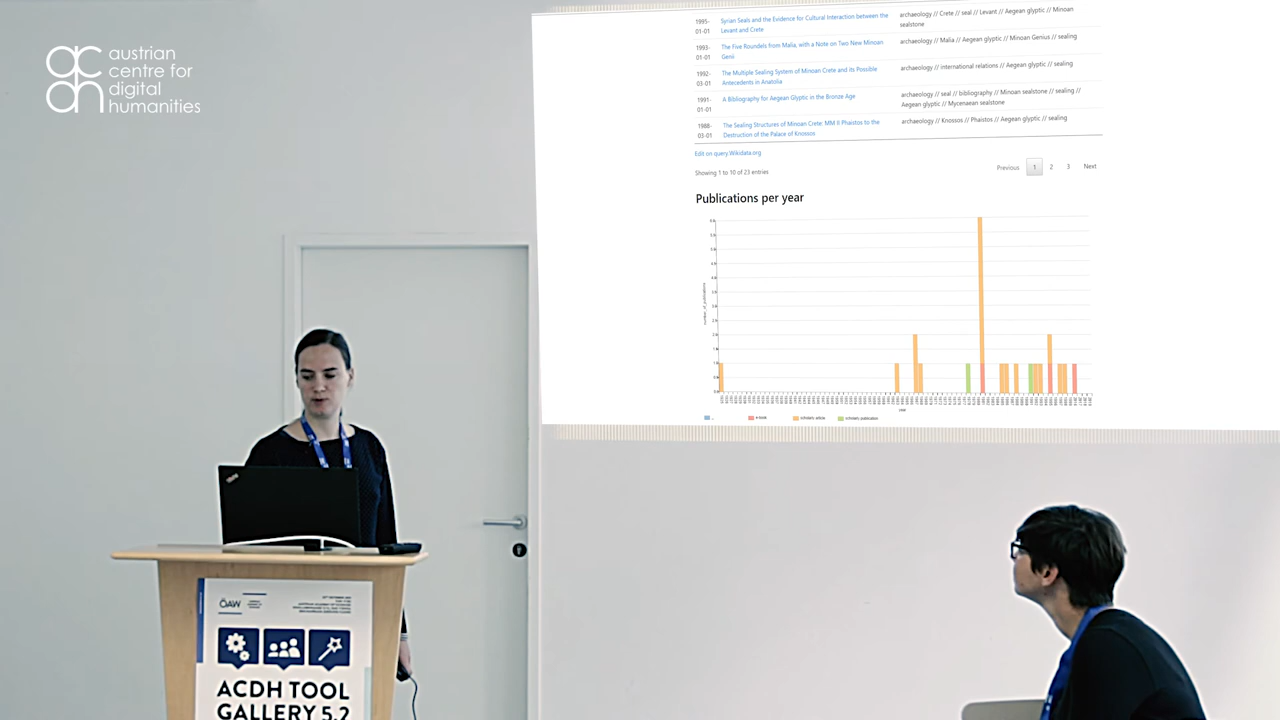 austrian
centre for
digital
humanities
1995-
01-01
Syrian Seals and the Evidence for Cultural Interaction between the
Levant and Crete
archaeology // Crete // seal // Levant // Aegean glyptic // Minoan
sealstone
1993-
01-01
The Five Roundels from Malia, with a Note on Two New Minoan
Genii
archaeology // Malia // Aegean glyptic // Minoan Genius // sealing
1992-
03-01
The Multiple Sealing System of Minoan Crete and its Possible
Antecedents in Anatolia
archaeology // international relations // Aegean glyptic // sealing
1991-
01-01
A Bibliography for Aegean Glyptic in the Bronze Age
archaeology // seal // bibliography // Minoan sealstone // sealing //
Aegean glyptic // Mycenaean sealstone
1988-
03-01
The Sealing Structures of Minoan Crete: MM II Phaistos to the
Destruction of the Palace of Knossos
archaeology // Knossos // Phaistos // Aegean glyptic // sealing
Edit on query.Wikidata.org
Showing 1 to 10 of 23 entries
Previous 1 2 3 Next
Publications per year
number_of_publications
year
e-book
scholarly article
scholarly publication
ÖAW
ACDH TOOL
GALLERY 5.2